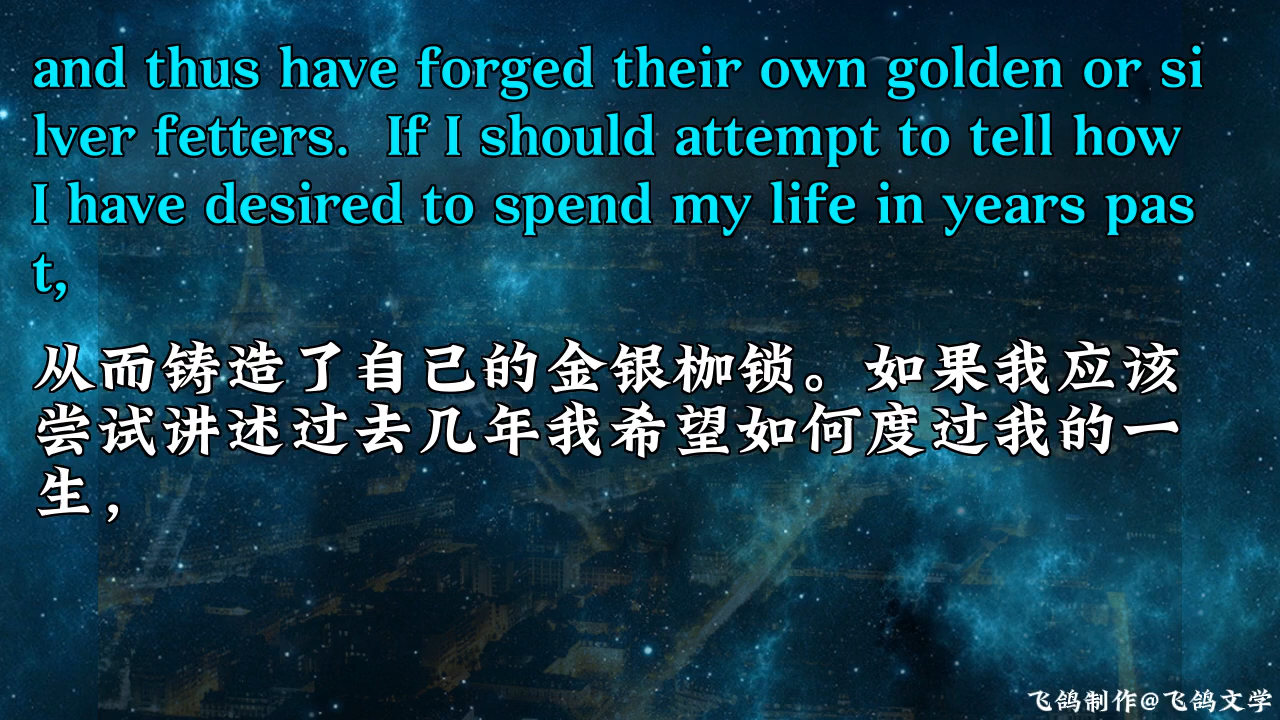 and thus have forged their own golden or si
lver fetters.  If I should attempt to tell how
I have desired to spend my life in years pas
t,
从而铸造了自己的金银枷锁。如果我应该
尝试讲述过去几年我希望如何度过我的一
生，
飞鸽制作@飞鸽文学